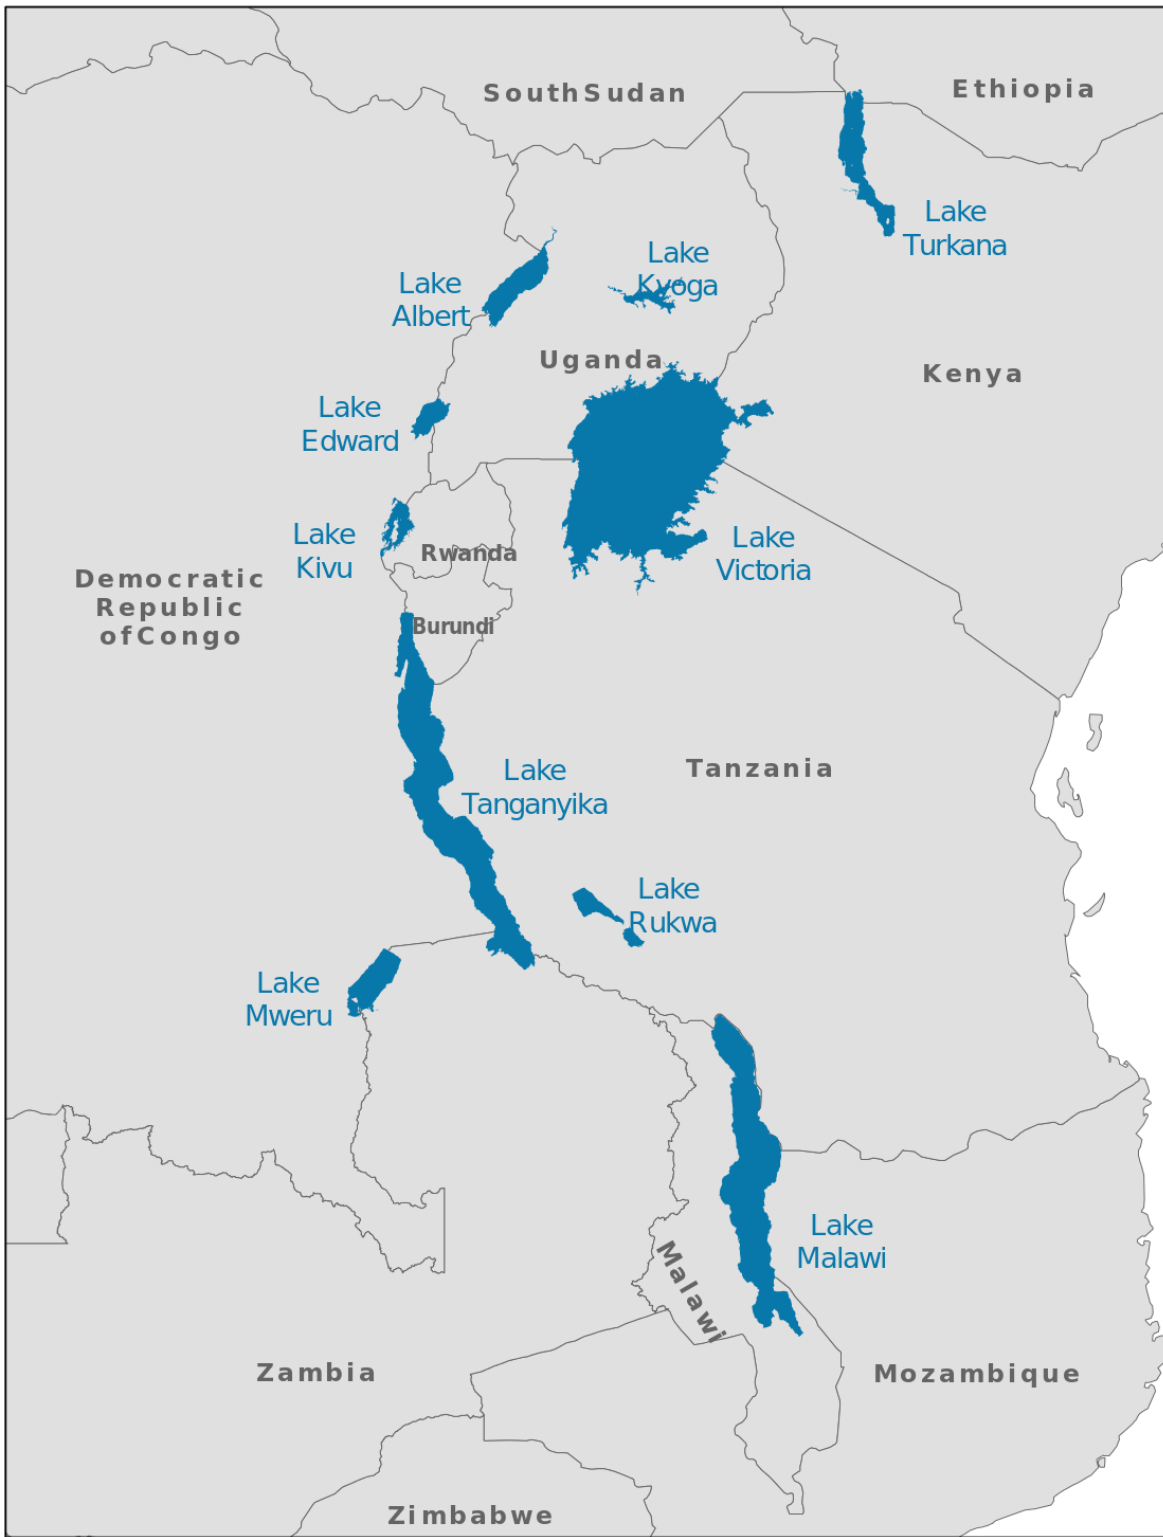 SouthSudan
Ethiopia
Lake
Turkana
Lake
Kyoga
Lake
Albert
Uganda
Kenya
Lake
Edward
Lake
Kivu
Rwanda
Lake
Victoria
Democratic
Republic
ofCongo
Burundi
Tanzania
Lake
Tanganyika
Lake
Rukwa
Lake
Mweru
Lake
Malawi
Malawi
Zambia
Mozambique
Zimbabwe